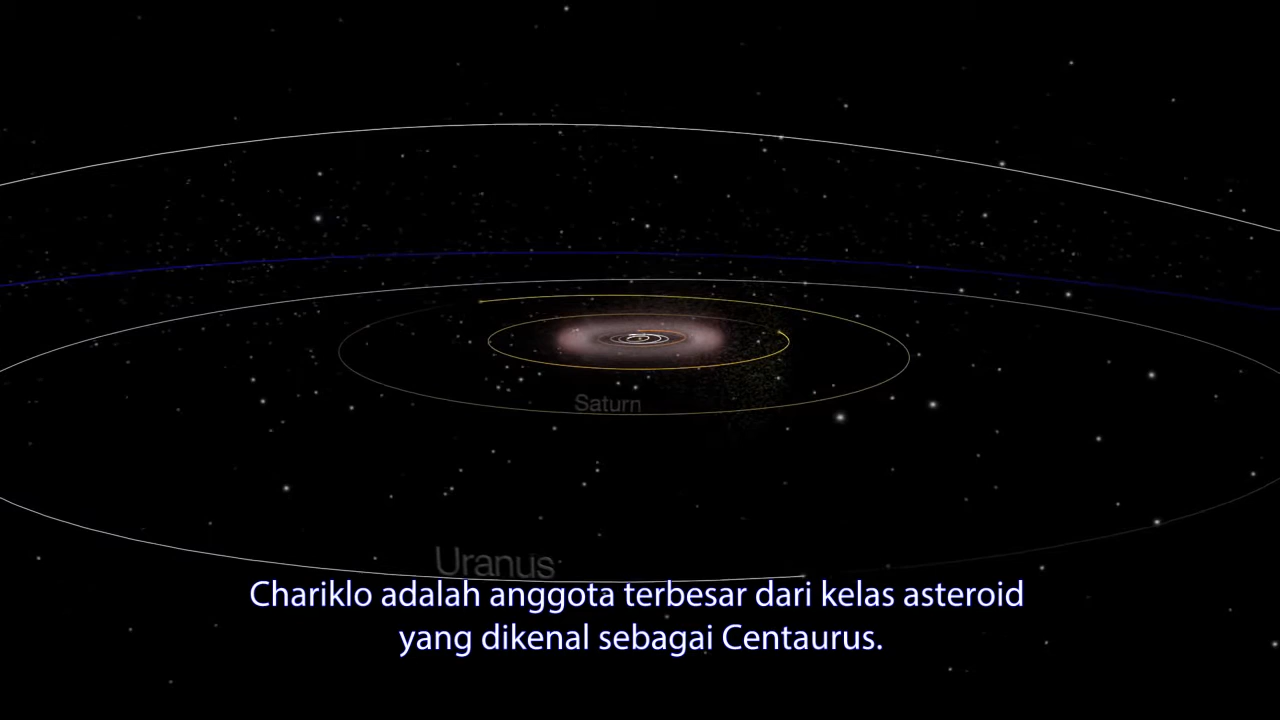 Saturn
Uranus
Chariklo adalah anggota terbesar dari kelas asteroid
yang dikenal sebagai Centaurus.